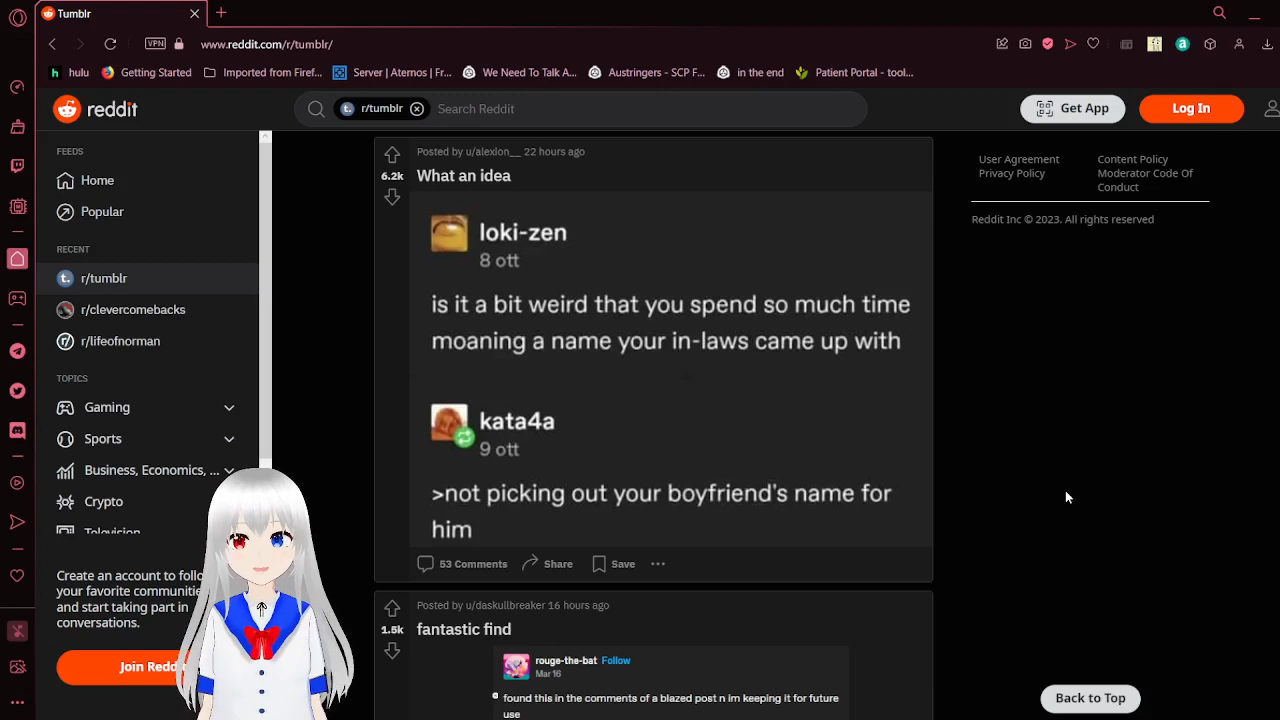 Tumblr
VPN
www.reddit.com/r/tumblr/
h hulu
Getting Started
Imported from Firef...
Server | Aternos | Fr...
We Need To Talk A...
Austringers - SCP F...
in the end
Patient Portal - tool...
reddit
r/tumblr
Search Reddit
Get App
Log In
FEEDS
Home
Popular
RECENT
r/tumblr
r/clevercomebacks
r/lifeofnorman
TOPICS
Gaming
Sports
Business, Economics, ...
Crypto
Television
Create an account to follo
your favorite communitie
and start taking part in
conversations.
Join Reddi
Posted by u/alexlon__ 22 hours ago
6.2k
What an idea
loki-zen
8 ott
is it a bit weird that you spend so much time
moaning a name your in-laws came up with
kata4a
9 ott
>not picking out your boyfriend's name for
him
53 Comments
Share
Save
Posted by u/daskullbreaker 16 hours ago
1.5k
fantastic find
rouge-the-bat Follow
Mar 16
found this in the comments of a blazed post n im keeping it for future
use
User Agreement
Privacy Policy
Content Policy
Moderator Code Of
Conduct
Reddit Inc © 2023. All rights reserved
Back to Top